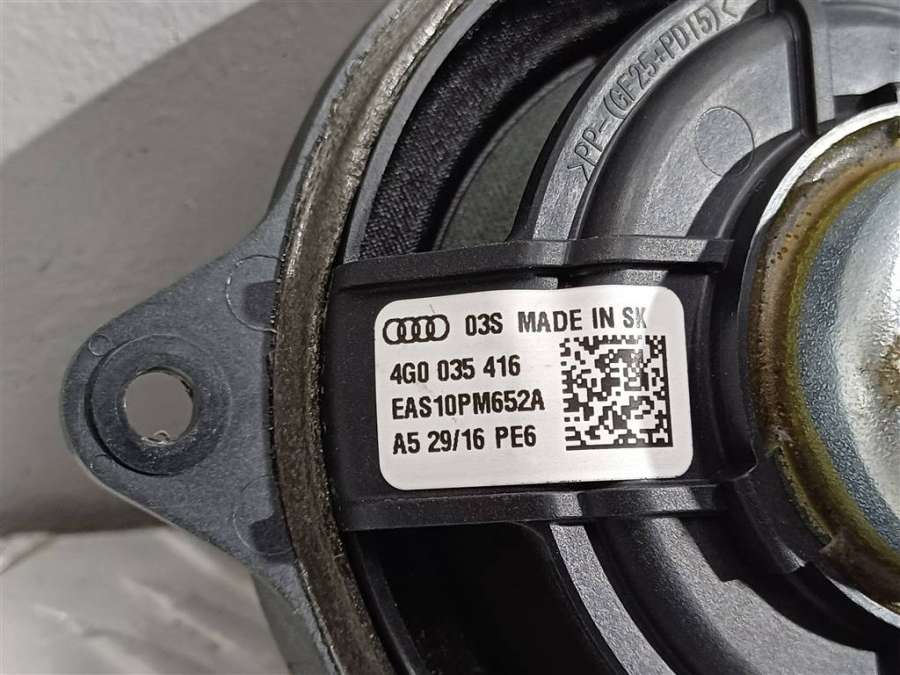 >PP-(GF25+PD15)<
03S MADE IN SK
4G0 035 416
EAS10PM652A
A5 29/16 PE6